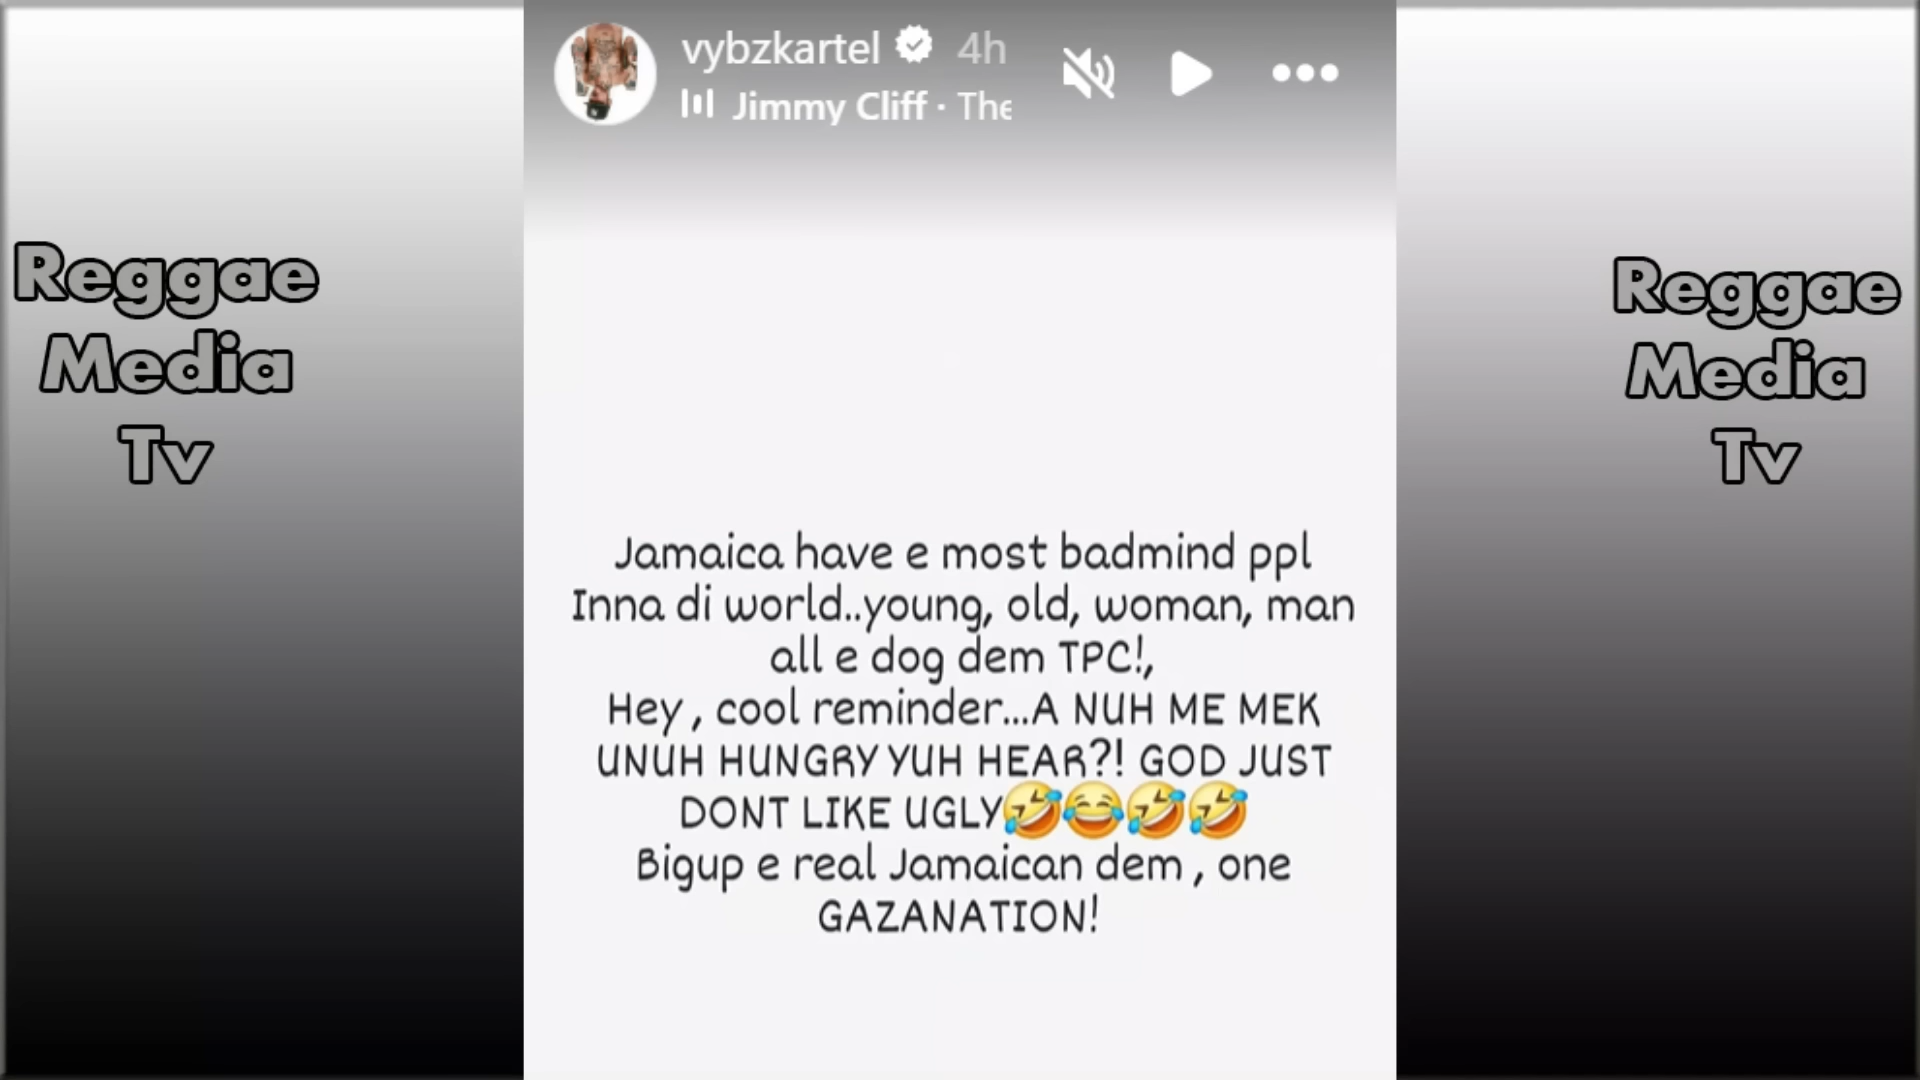 vybzkartel 4h
Jimmy Cliff · The
Reggae
Media
Tv
Reggae
Media
Tv
Jamaica have e most badmind ppl
Inna di world..young, old, woman, man
all e dog dem TPC!,
Hey , cool reminder...A NUH ME MEK
UNUH HUNGRY YUH HEAR?! GOD JUST
DONT LIKE UGLY🤣😂🤣🤣
Bigup e real Jamaican dem , one
GAZANATION!